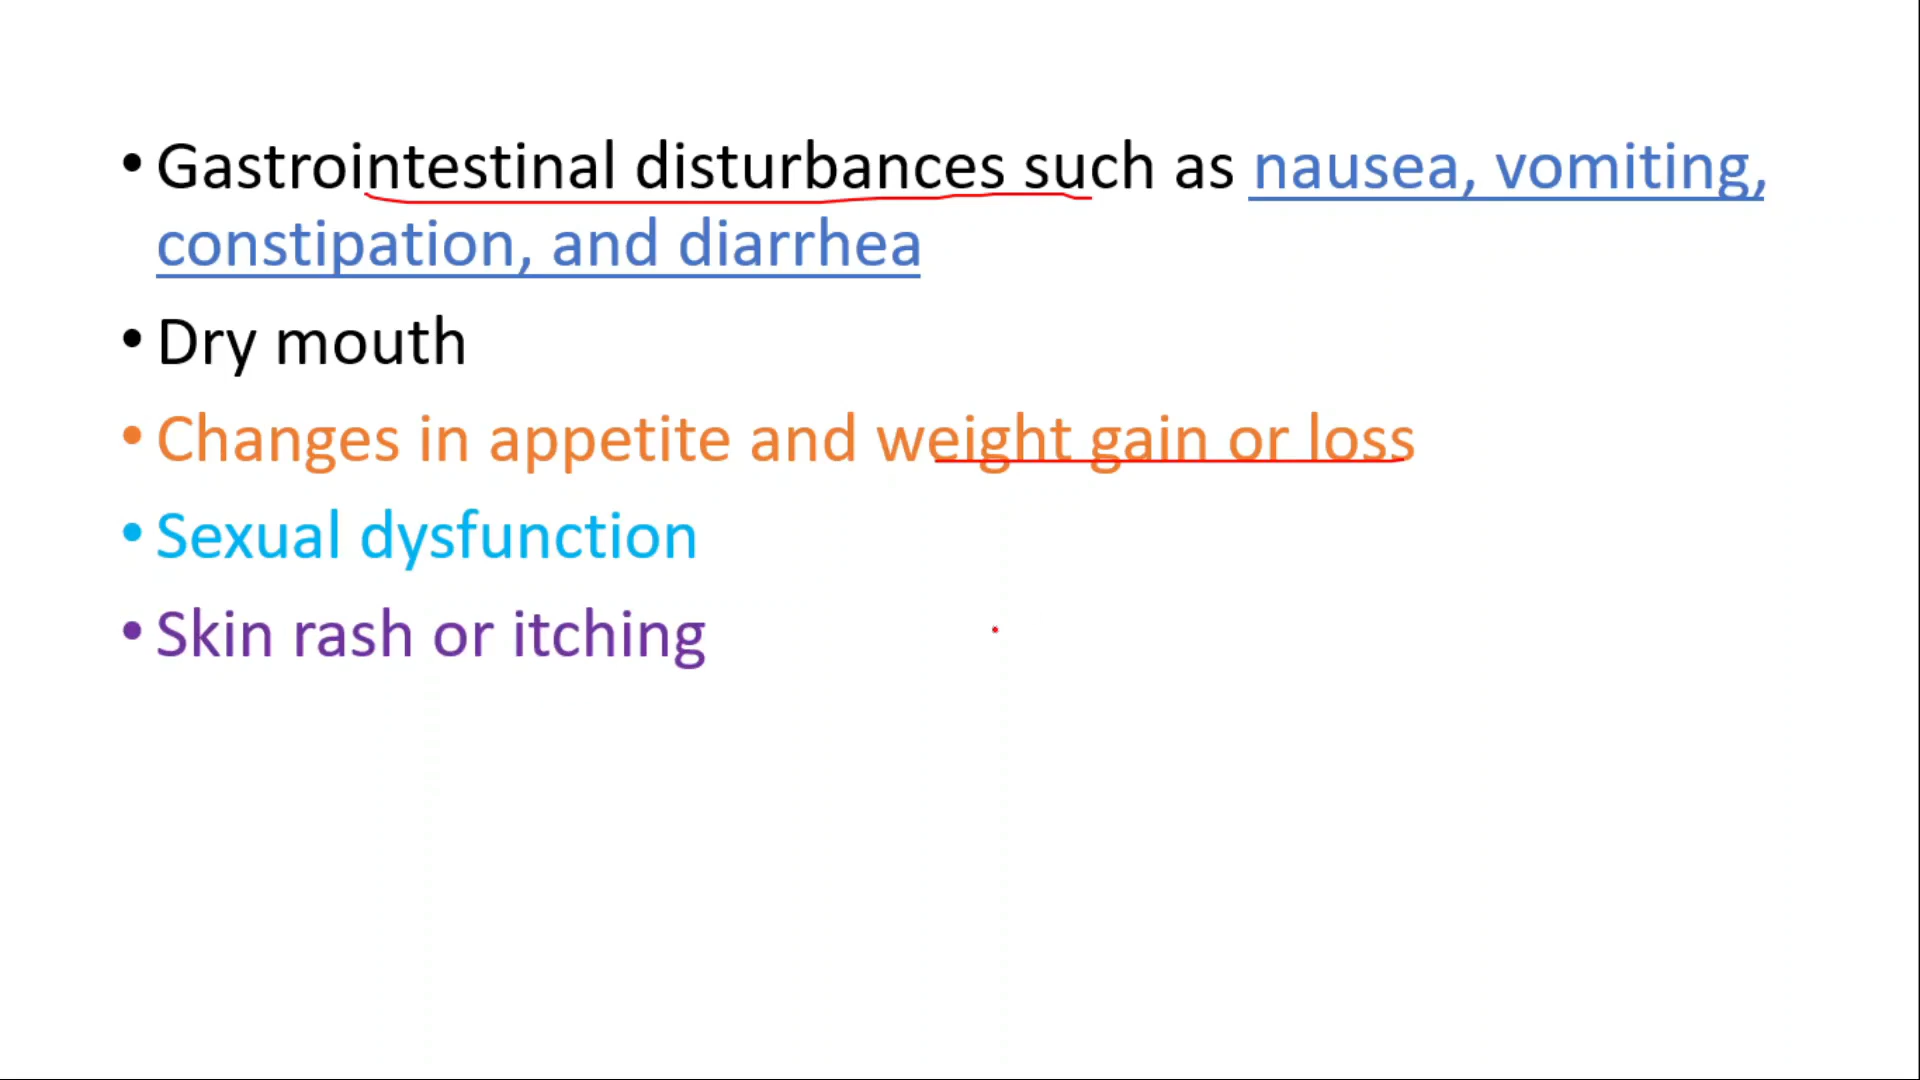 • Gastrointestinal disturbances such as nausea, vomiting,
constipation, and diarrhea
• Dry mouth
• Changes in appetite and weight gain or loss
• Sexual dysfunction
• Skin rash or itching